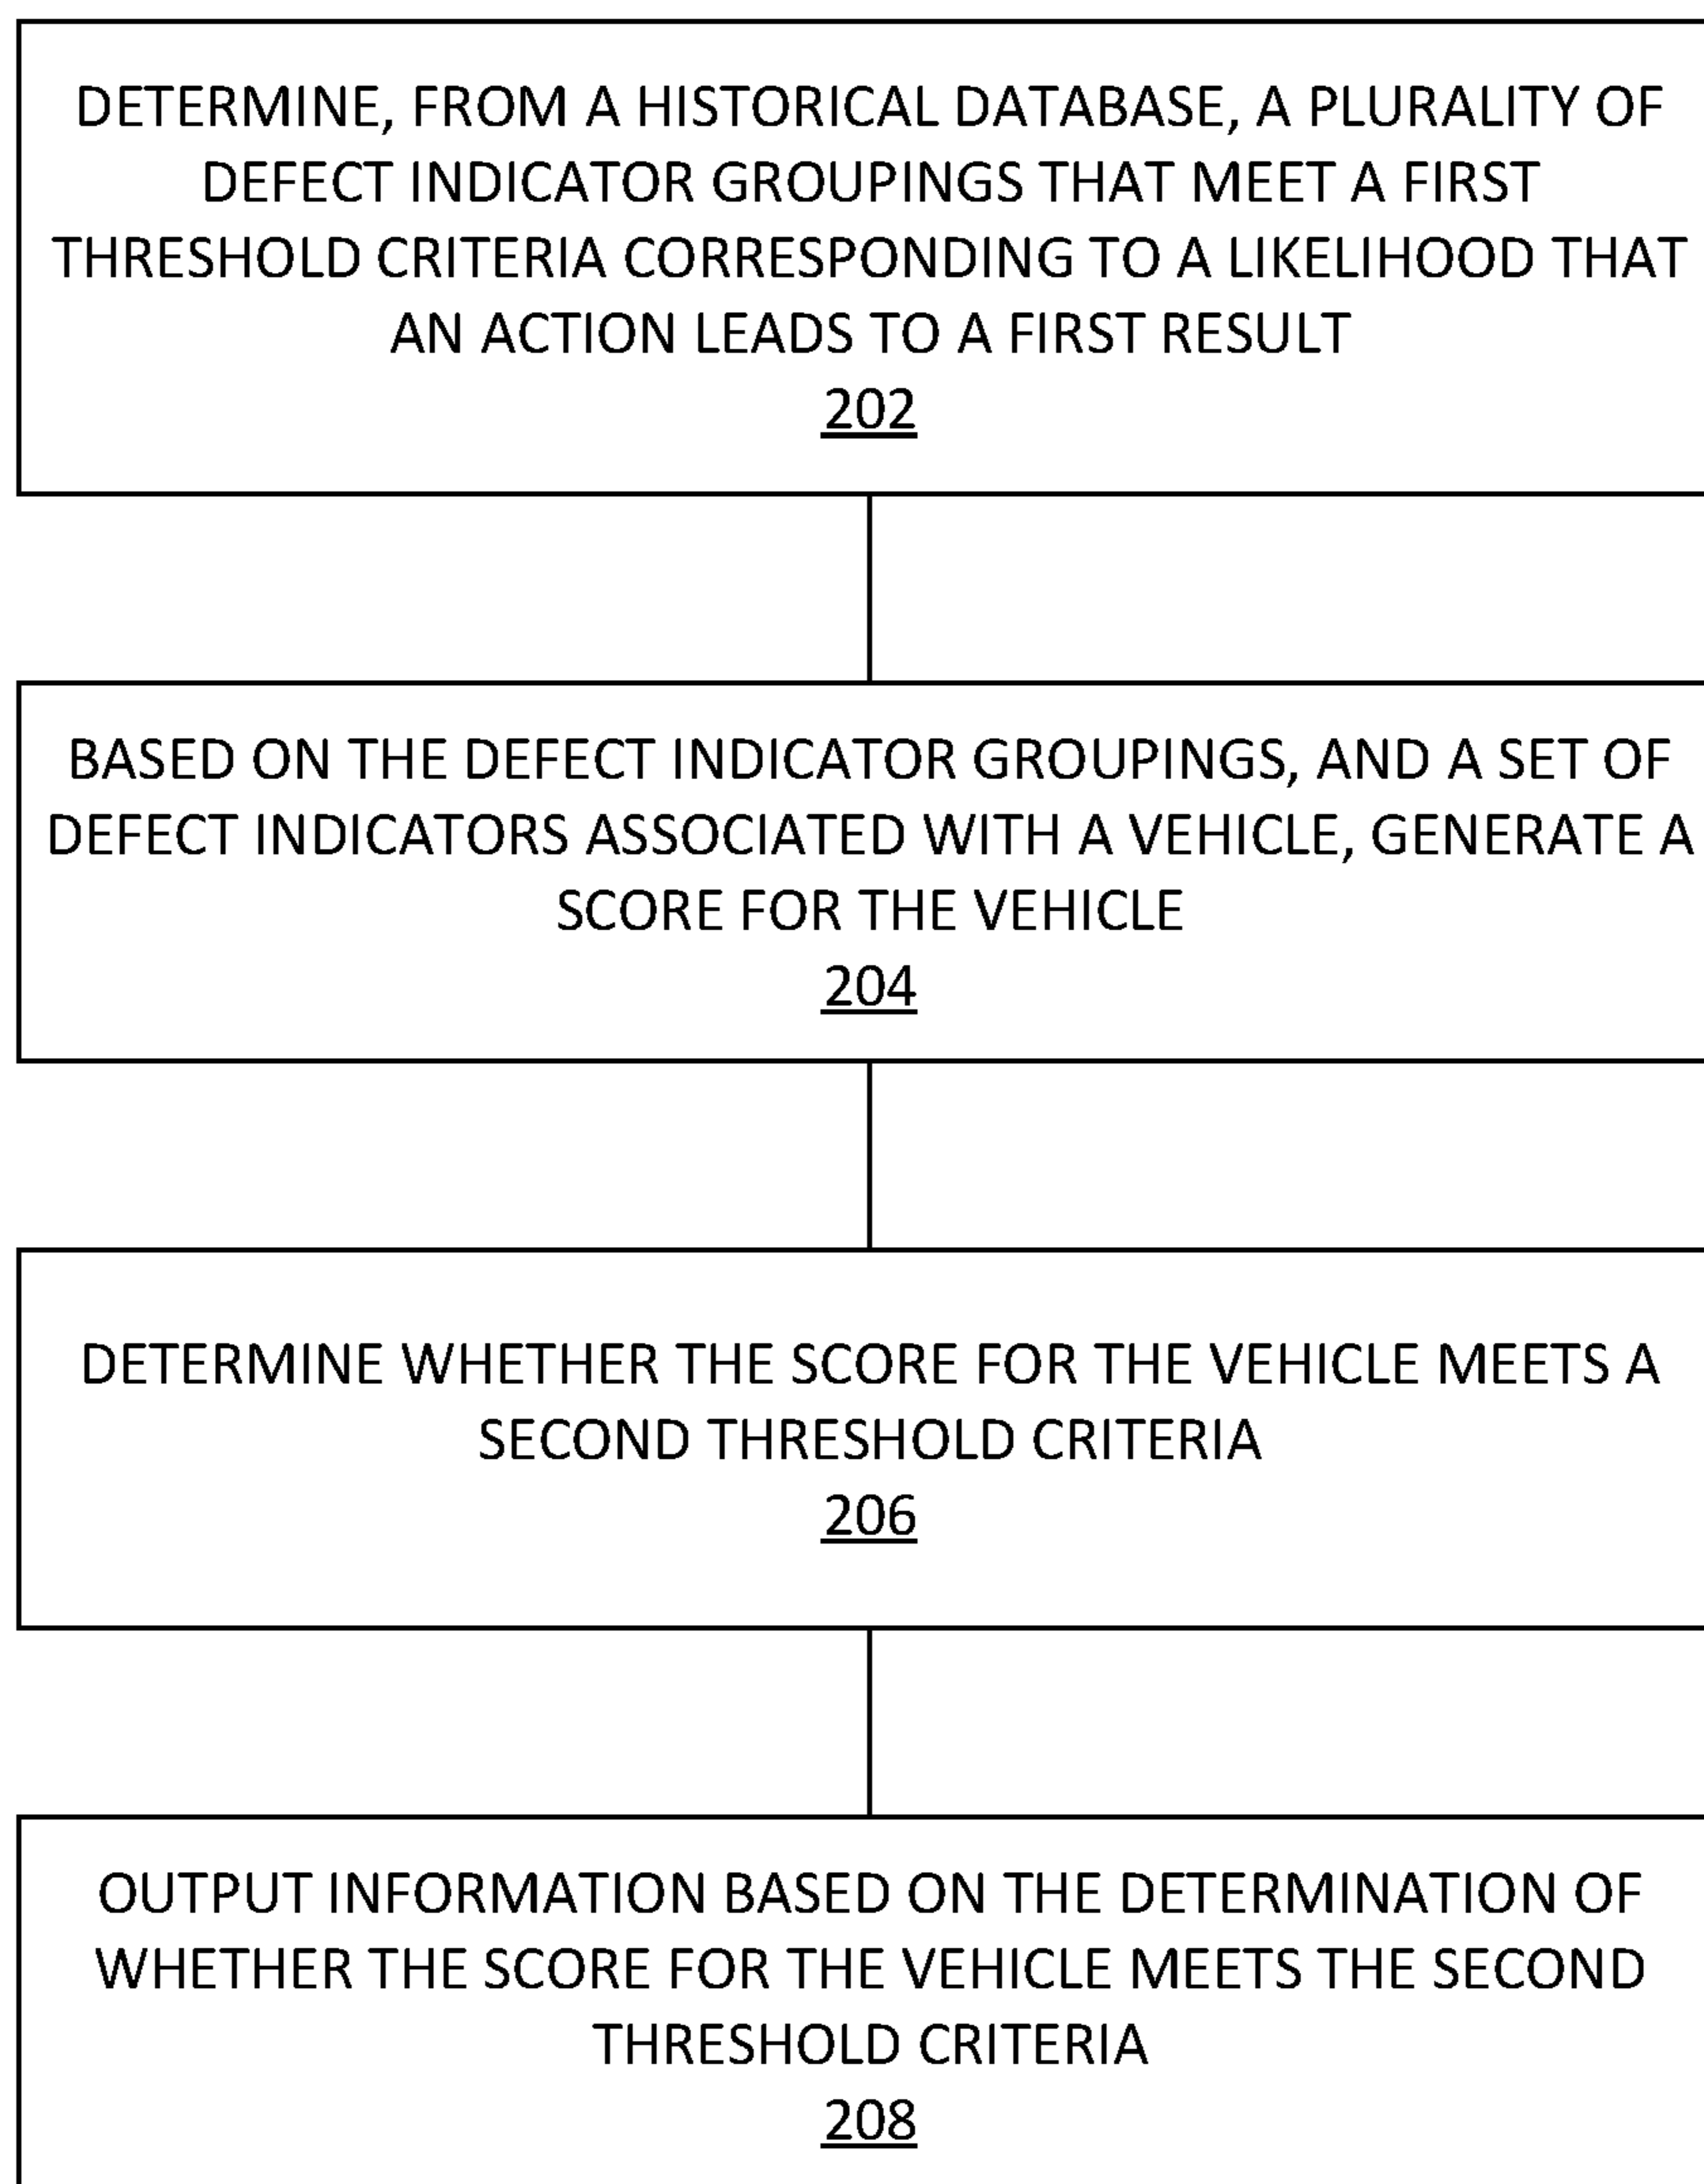 DETERMINE, FROM A HISTORICAL DATABASE, A PLURALITY OF
DEFECT INDICATOR GROUPINGS THAT MEET A FIRST
THRESHOLD CRITERIA CORRESPONDING TO A LIKELIHOOD THAT
AN ACTION LEADS TO A FIRST RESULT
202
BASED ON THE DEFECT INDICATOR GROUPINGS, AND A SET OF
DEFECT INDICATORS ASSOCIATED WITH A VEHICLE, GENERATE A
SCORE FOR THE VEHICLE
204
DETERMINE WHETHER THE SCORE FOR THE VEHICLE MEETS A
SECOND THRESHOLD CRITERIA
206
OUTPUT INFORMATION BASED ON THE DETERMINATION OF
WHETHER THE SCORE FOR THE VEHICLE MEETS THE SECOND
THRESHOLD CRITERIA
208